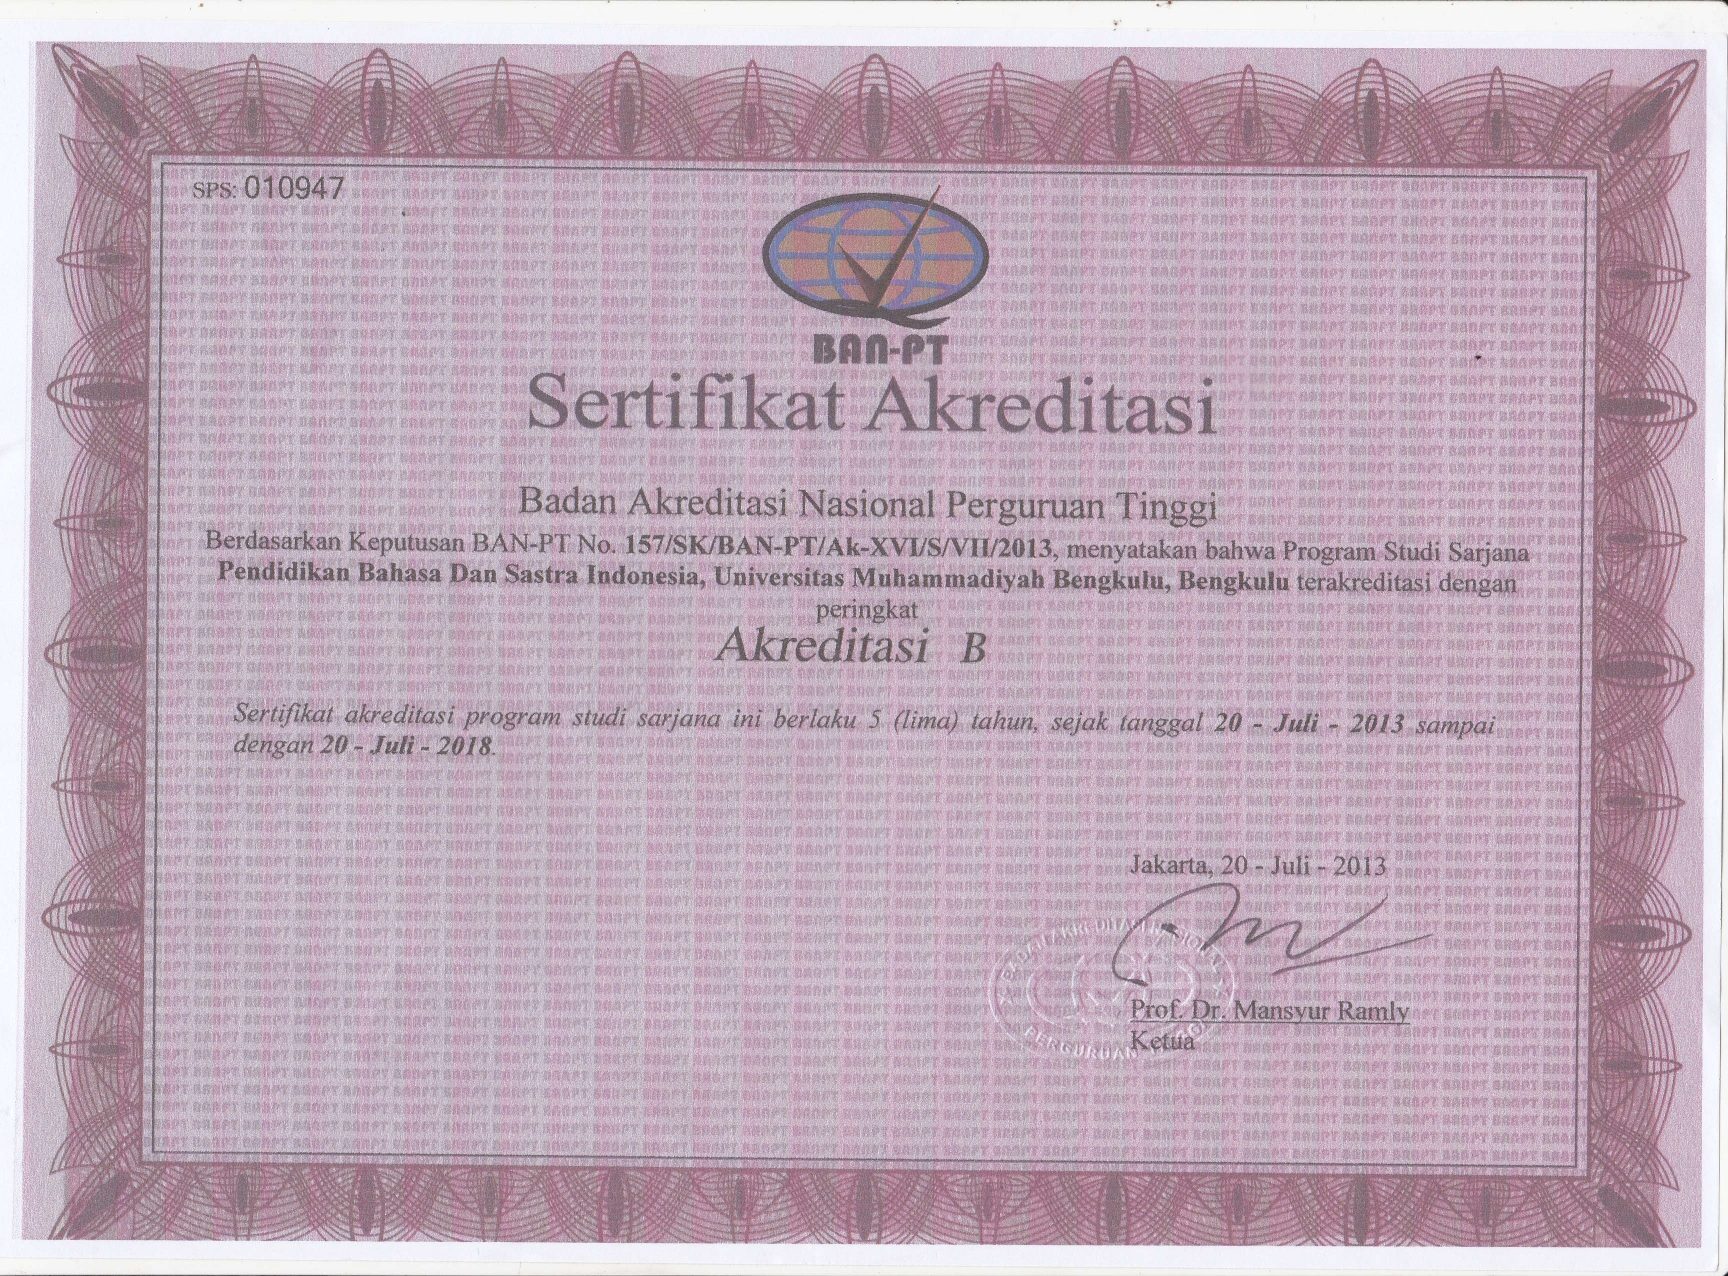 SPS: 010947
BAN-PT
Sertifikat Akreditasi
Badan Akreditasi Nasional Perguruan Tinggi
Berdasarkan Keputusan BAN-PT No. 157/SK/BAN-PT/Ak-XVI/S/VII/2013, menyatakan bahwa Program Studi Sarjana
Pendidikan Bahasa Dan Sastra Indonesia, Universitas Muhammadiyah Bengkulu, Bengkulu terakreditasi dengan
peringkat
Akreditasi B
Sertifikat akreditasi program studi sarjana ini berlaku 5 (lima) tahun, sejak tanggal 20 - Juli - 2013 sampai
dengan 20 - Juli - 2018.
Jakarta, 20 - Juli - 2013
Prof. Dr. Mansyur Ramly
Ketua